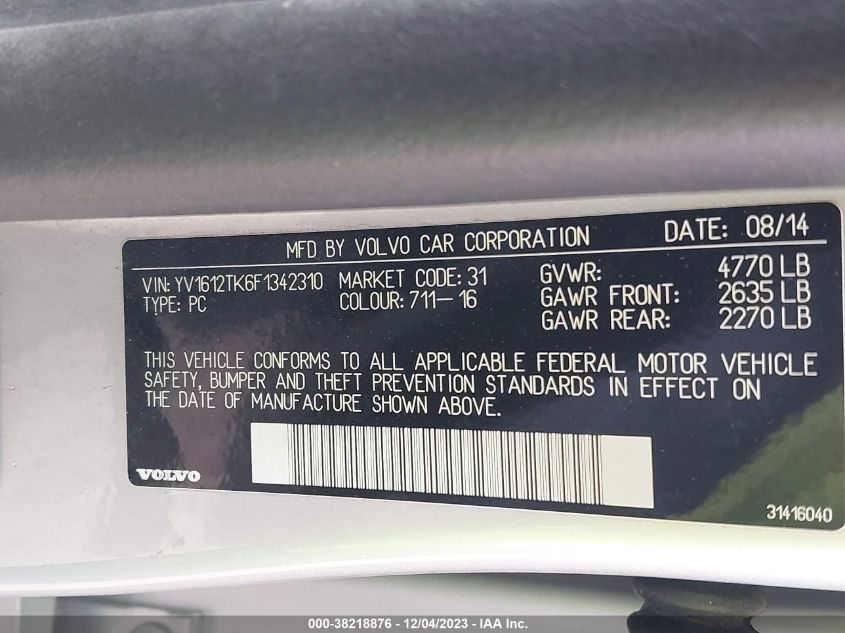 MFD BY VOLVO CAR CORPORATION DATE: 08/14
VIN: YV1612TK6F1342310 MARKET CODE: 31 GVWR: 4770 LB
TYPE: PC COLOUR: 711-16 GAWR FRONT: 2635 LB
GAWR REAR: 2270 LB
THIS VEHICLE CONFORMS TO ALL APPLICABLE FEDERAL MOTOR VEHICLE
SAFETY, BUMPER AND THEFT PREVENTION STANDARDS IN EFFECT ON
THE DATE OF MANUFACTURE SHOWN ABOVE.
VOLVO
31416040
000-38218876 - 12/04/2023 - IAA Inc.